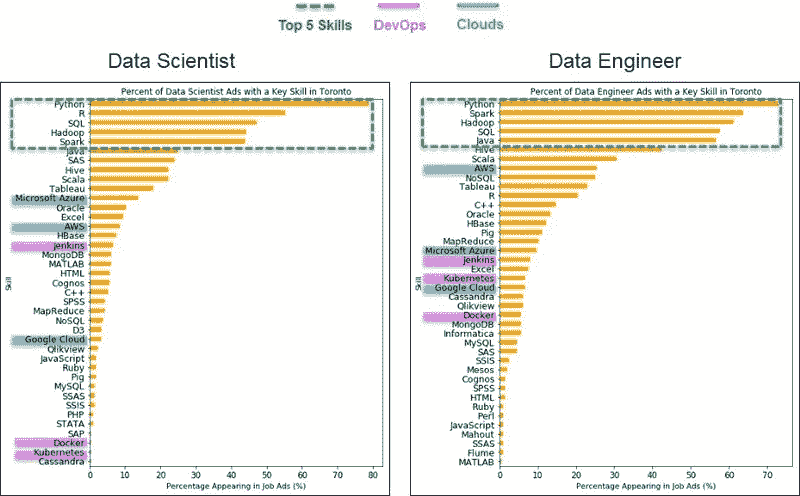 Top 5 Skills
DevOps
Clouds
Data Scientist
Data Engineer
Percent of Data Scientist Ads with a Key Skill in Toronto
Python
R
SQL
Hadoop
Spark
Java
SAS
Hive
Scala
Tableau
Microsoft Azure
Oracle
Excel
AWS
HBase
Jenkins
MongoDB
MATLAB
HTML
Cognos
C++
SPSS
MapReduce
NoSQL
D3
Google Cloud
Qlikview
JavaScript
Ruby
Pig
MySQL
SSAS
SSIS
PHP
STATA
SAP
Docker
Kubernetes
Cassandra
Skill
0 10 20 30 40 50 60 70 80
Percentage Appearing in Job Ads (%)
Percent of Data Engineer Ads with a Key Skill in Toronto
Python
Spark
Hadoop
SQL
Java
Hive
Scala
AWS
NoSQL
Tableau
R
C++
Oracle
HBase
Pig
MapReduce
Microsoft Azure
Jenkins
Excel
Kubernetes
Google Cloud
Cassandra
Qlikview
Docker
MongoDB
Informatica
MySQL
SAS
SSIS
Mesos
Cognos
SPSS
HTML
Ruby
Perl
JavaScript
Mahout
SSAS
Flume
MATLAB
Skill
0 10 20 30 40 50 60 70
Percentage Appearing in Job Ads (%)